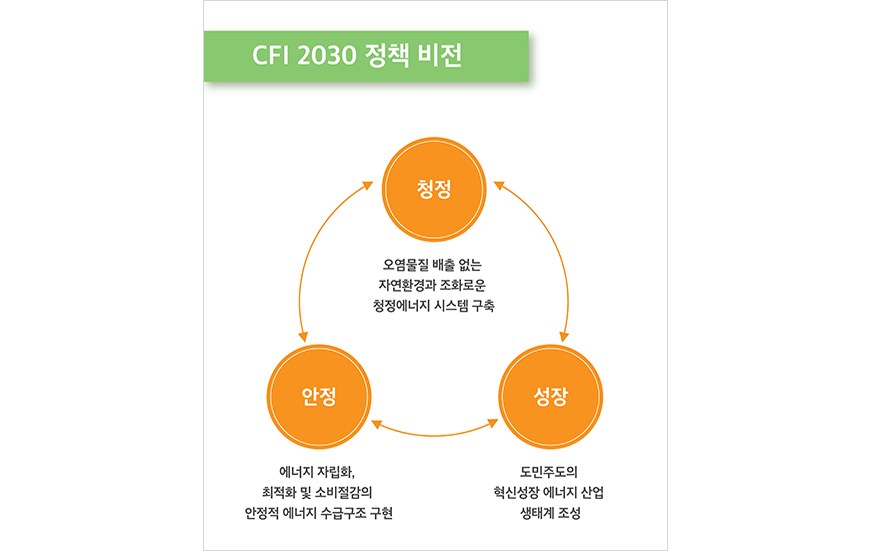 CFI 2030 정책 비전
청정
오염물질 배출 없는
자연환경과 조화로운
청정에너지 시스템 구축
안정
에너지 자립화,
최적화 및 소비절감의
안정적 에너지 수급구조 구현
성장
도민주도의
혁신성장 에너지 산업
생태계 조성